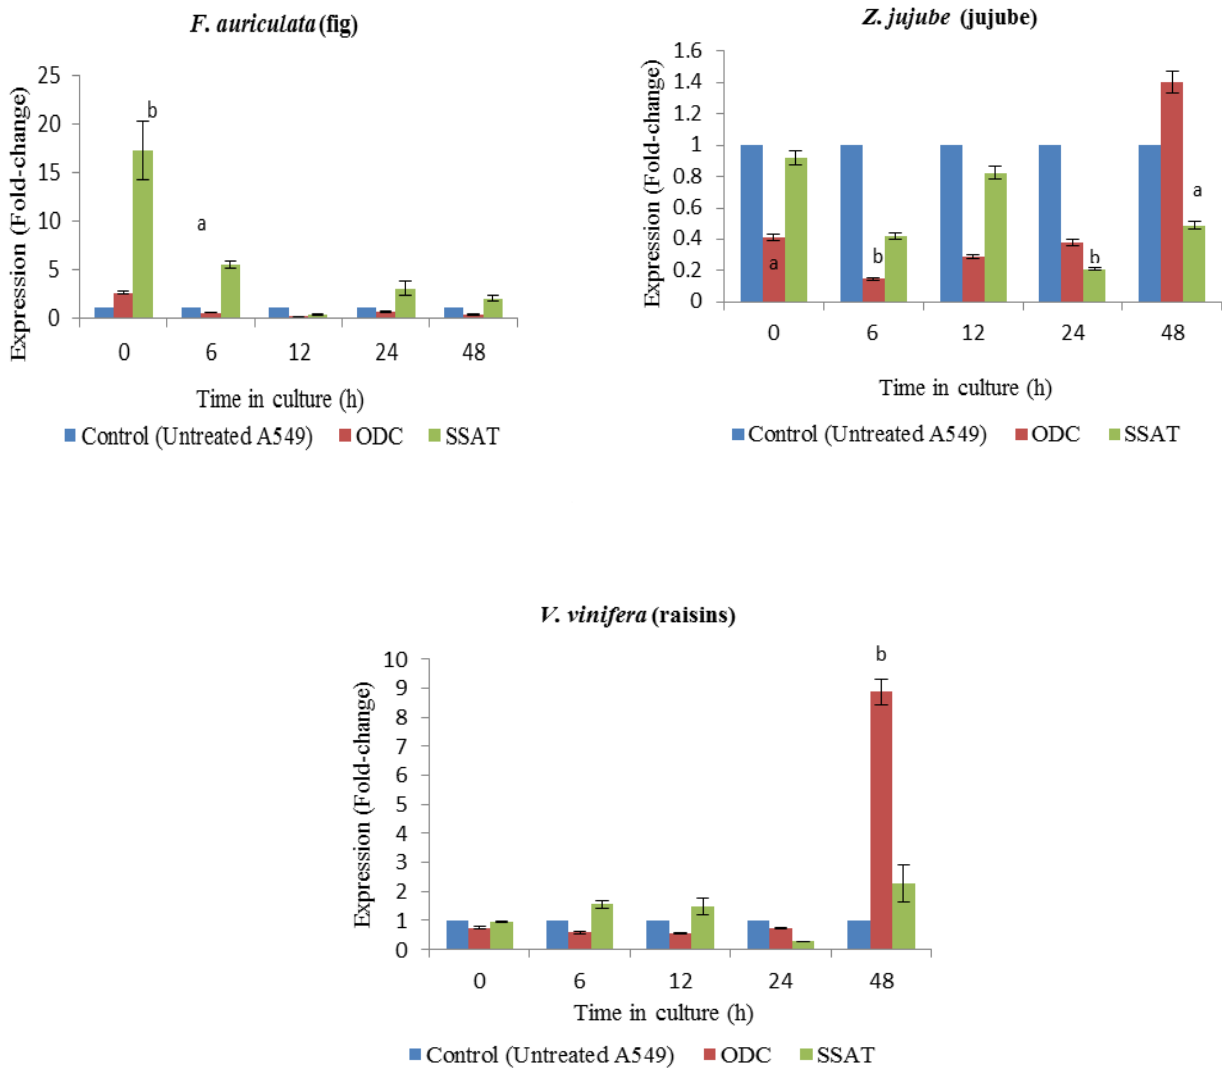 F. auriculata (fig)
Expression (Fold-change)
25
20
15
10
5
0
b
a
0 6 12 24 48
Time in culture (h)
Control (Untreated A549) ODC SSAT
Z. jujube (jujube)
Expression (Fold-change)
1.6
1.4
1.2
1
0.8
0.6
0.4
0.2
0
a
b
b
a
0 6 12 24 48
Time in culture (h)
Control (Untreated A549) ODC SSAT
V. vinifera (raisins)
Expression (Fold-change)
10
9
8
7
6
5
4
3
2
1
0
b
0 6 12 24 48
Time in culture (h)
Control (Untreated A549) ODC SSAT